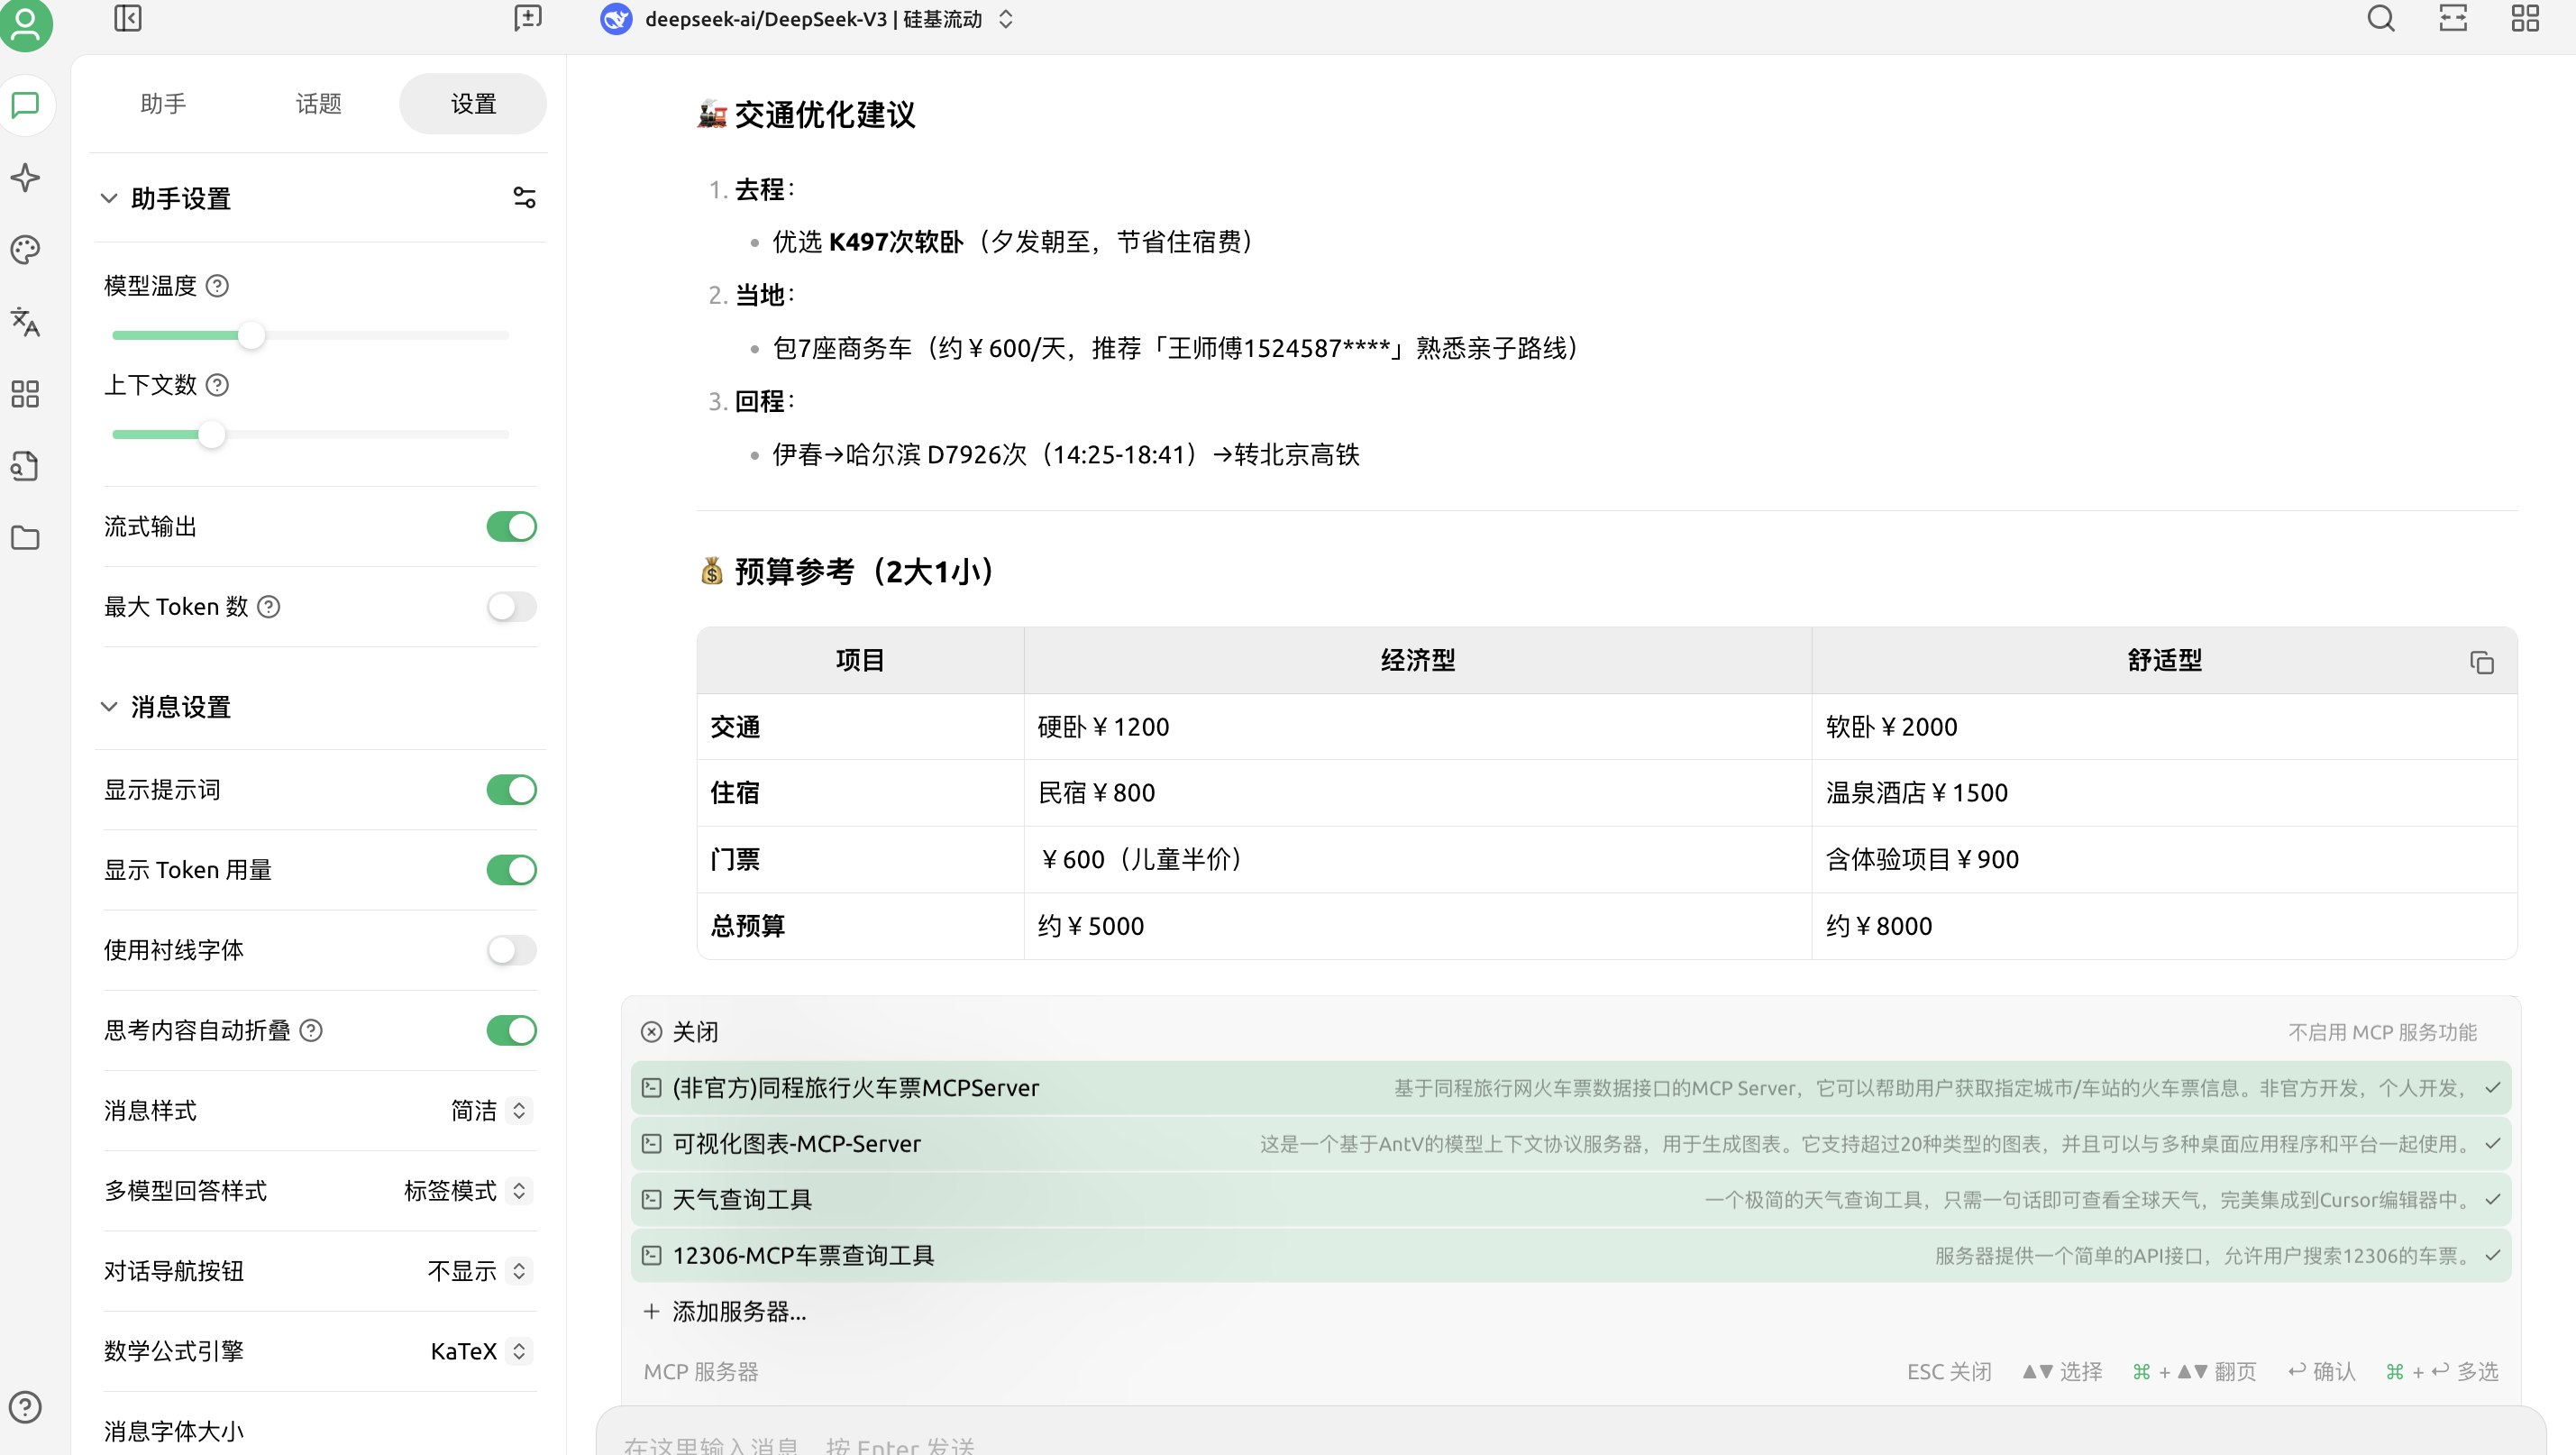 deepseek-ai/DeepSeek-V3 | 硅基流动
助手
话题
设置
助手设置
模型温度
上下文数
流式输出
最大 Token 数
消息设置
显示提示词
显示 Token 用量
使用衬线字体
思考内容自动折叠
消息样式 简洁
多模型回答样式 标签模式
对话导航按钮 不显示
数学公式引擎 KaTeX
消息字体大小
🚂 交通优化建议
1. 去程：
• 优选 K497次软卧（夕发朝至，节省住宿费）
2. 当地：
• 包7座商务车（约￥600/天，推荐「王师傅1524587****」熟悉亲子路线）
3. 回程：
• 伊春→哈尔滨 D7926次（14:25-18:41）→转北京高铁
💰 预算参考（2大1小）
项目 经济型 舒适型
交通 硬卧￥1200 软卧￥2000
住宿 民宿￥800 温泉酒店￥1500
门票 ￥600（儿童半价） 含体验项目￥900
总预算 约￥5000 约￥8000
关闭 不启用 MCP 服务功能
(非官方)同程旅行火车票MCPServer 基于同程旅行网火车票数据接口的MCP Server，它可以帮助用户获取指定城市/车站的火车票信息。非官方开发，个人开发，
可视化图表-MCP-Server 这是一个基于AntV的模型上下文协议服务器，用于生成图表。它支持超过20种类型的图表，并且可以与多种桌面应用程序和平台一起使用。
天气查询工具 一个极简的天气查询工具，只需一句话即可查看全球天气，完美集成到Cursor编辑器中。
12306-MCP车票查询工具 服务器提供一个简单的API接口，允许用户搜索12306的车票。
+ 添加服务器...
MCP 服务器 ESC 关闭 ▲▼ 选择 ⌘ + ▲▼ 翻页 ↩ 确认 ⌘ + ↩ 多选
在这里输入消息，按 Enter 发送